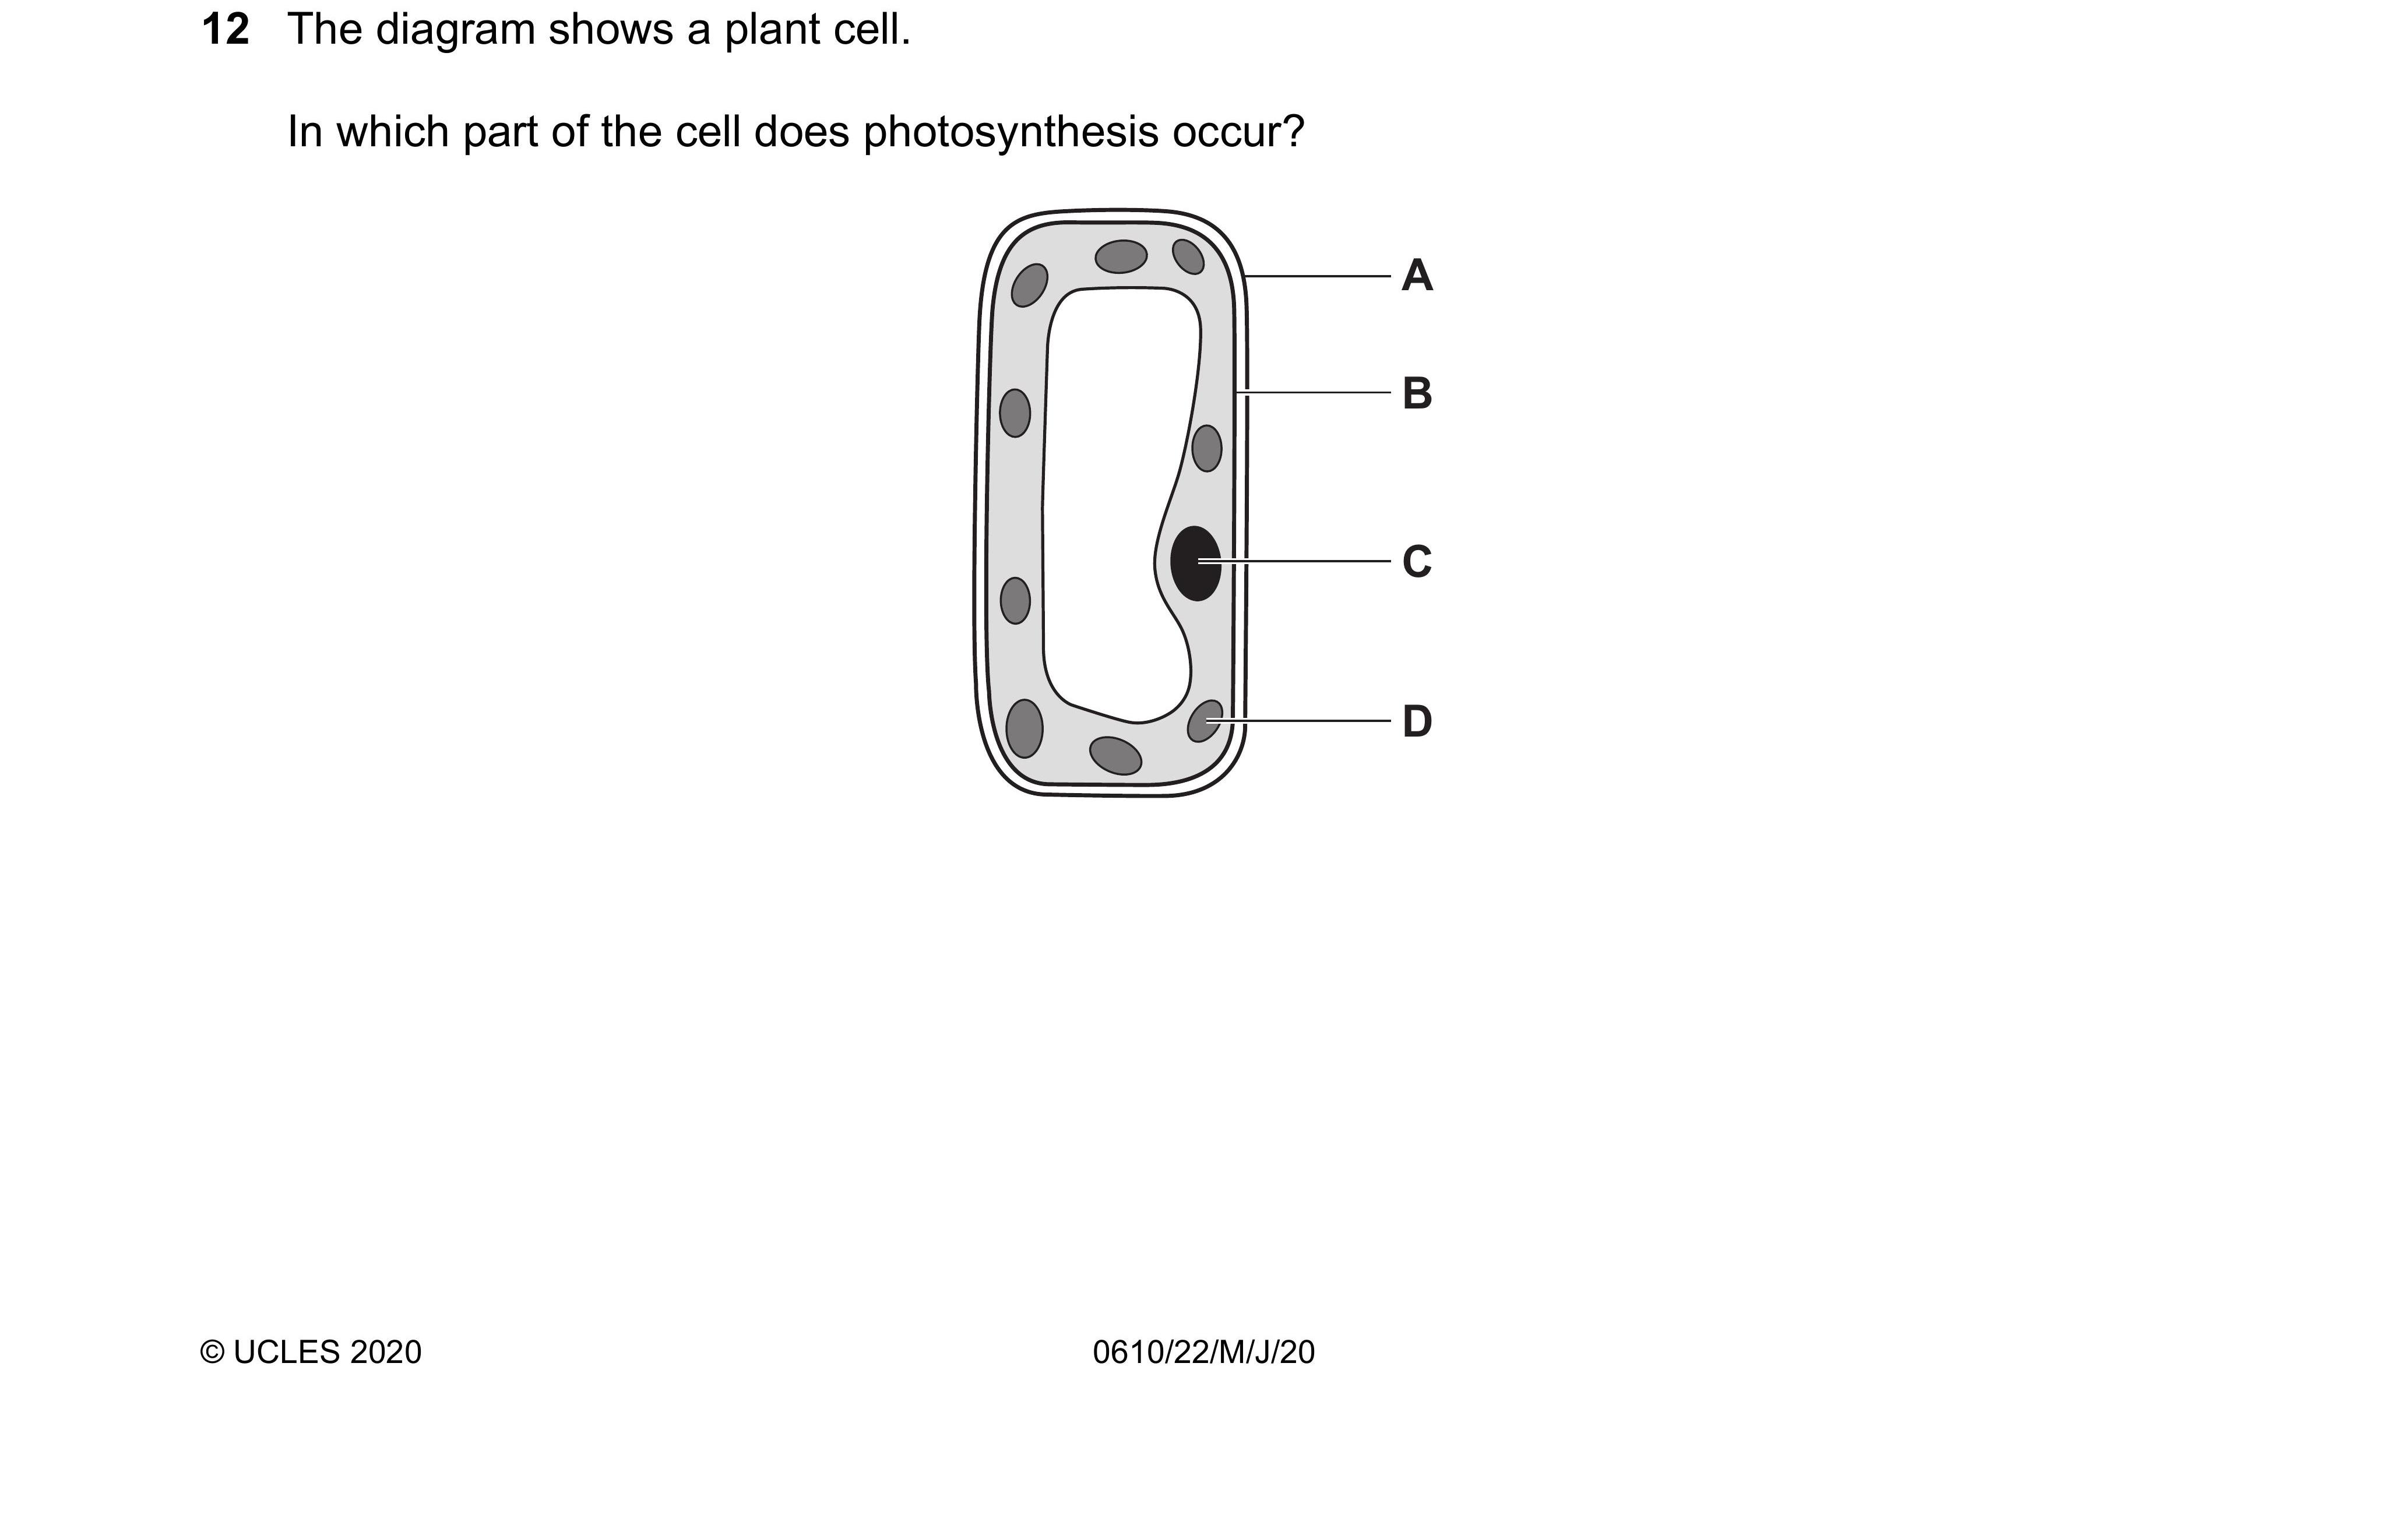 12 The diagram shows a plant cell.
In which part of the cell does photosynthesis occur?
A
B
C
D
© UCLES 2020 0610/22/M/J/20